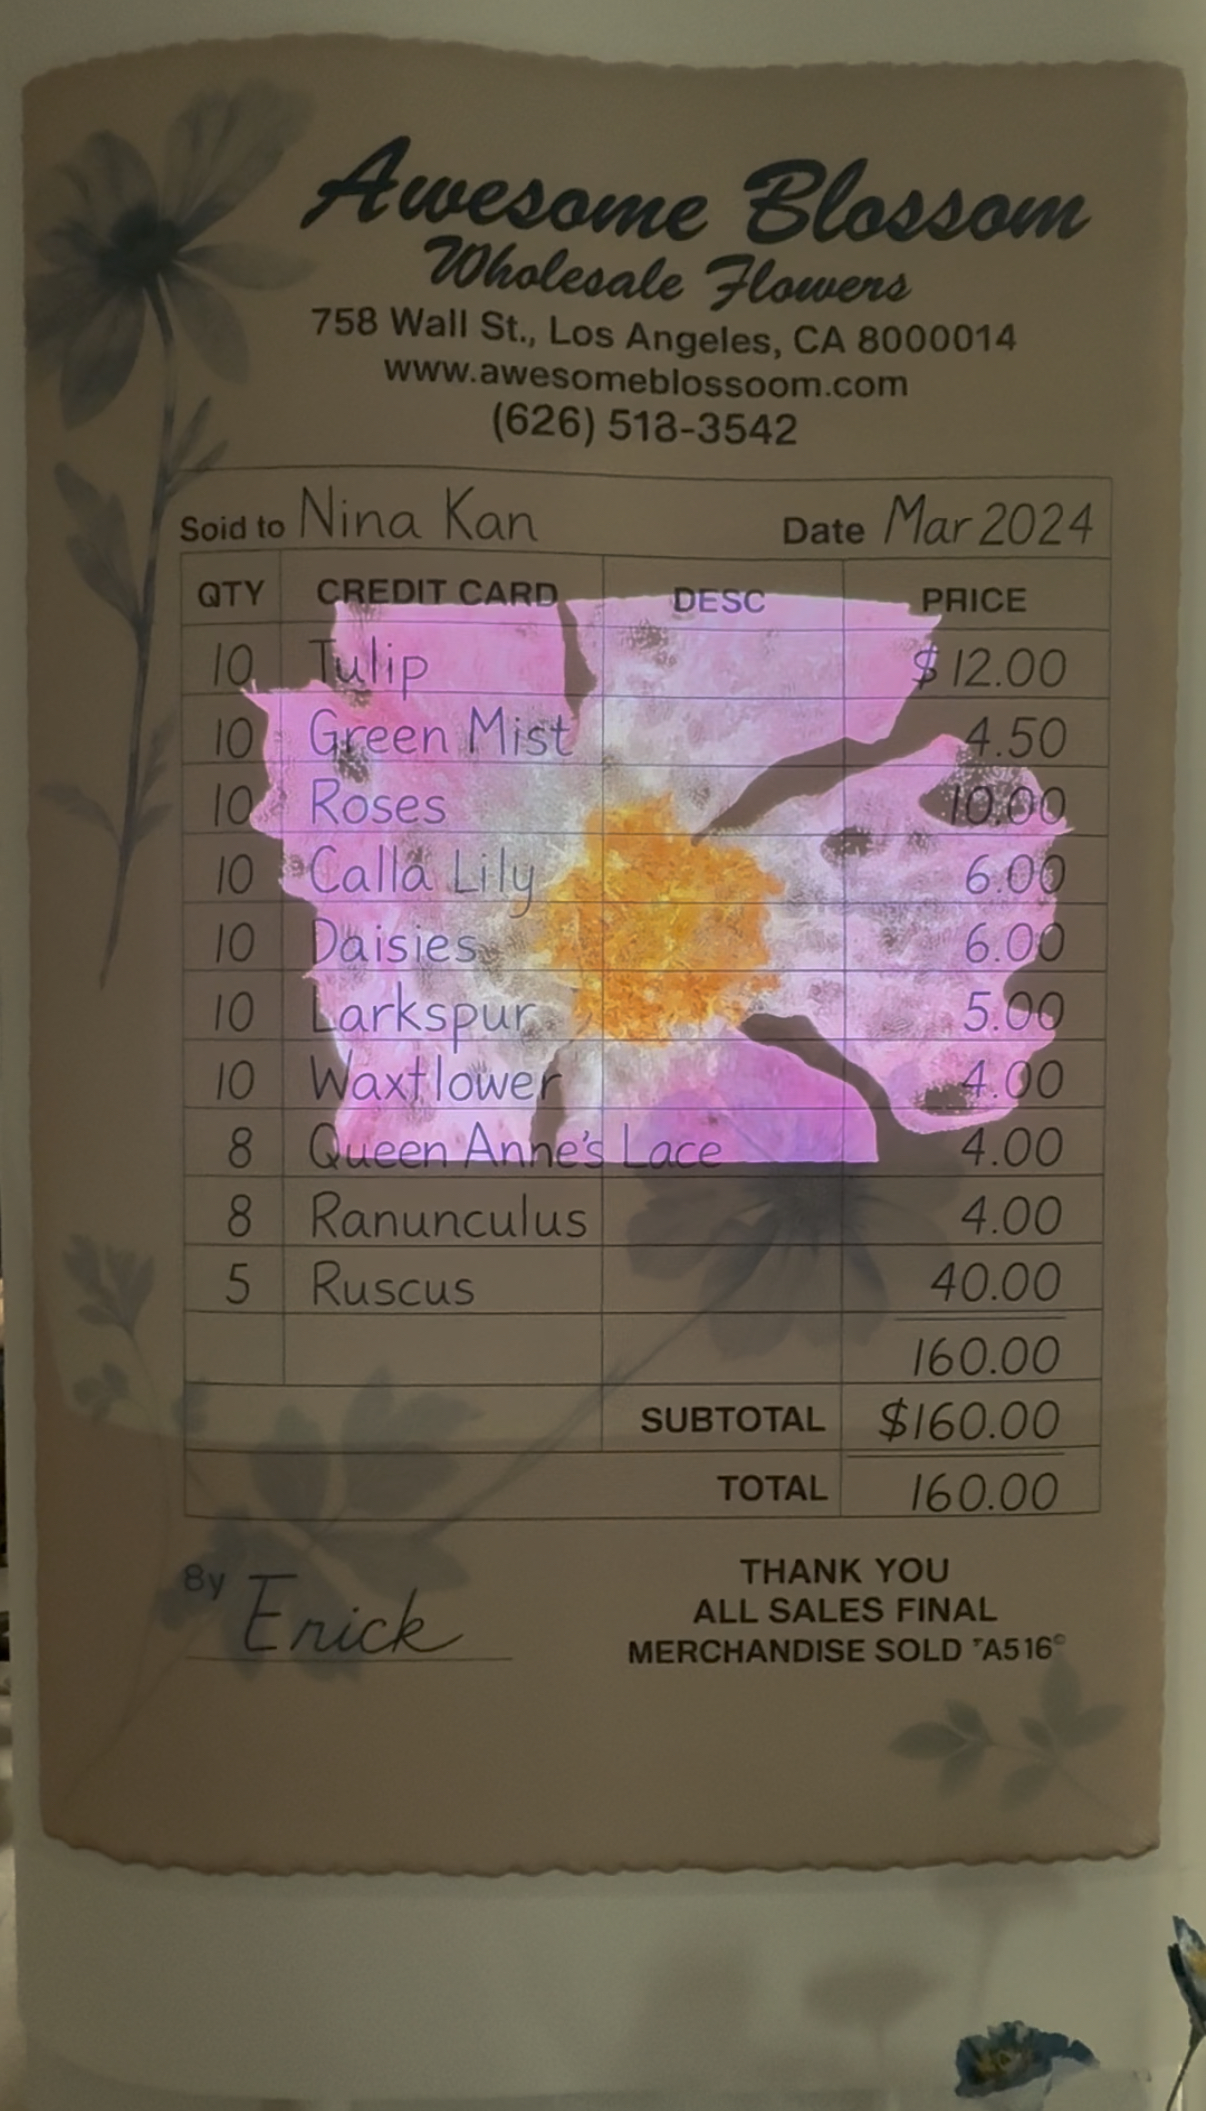 Awesome Blossom
Wholesale Flowers
758 Wall St., Los Angeles, CA 8000014
www.awesomeblossoom.com
(626) 518-3542
Soid to Nina Kan Date Mar 2024
QTY CREDIT CARD DESC PRICE
10 Tulip $12.00
10 Green Mist 4.50
10 Roses 10.00
10 Calla Lily 6.00
10 Daisies 6.00
10 Larkspur 5.00
10 Waxtlower 4.00
8 Queen Anne's Lace 4.00
8 Ranunculus 4.00
5 Ruscus 40.00
160.00
SUBTOTAL $160.00
TOTAL 160.00
By Erick
THANK YOU
ALL SALES FINAL
MERCHANDISE SOLD "A516©